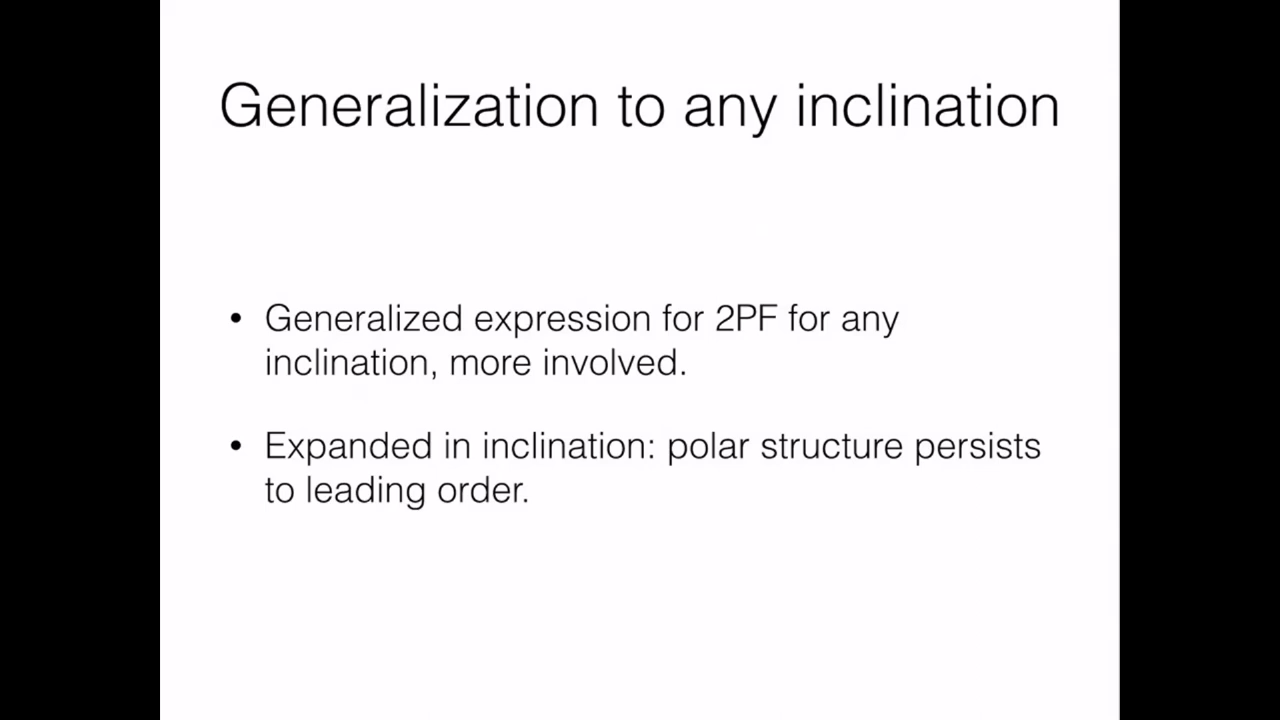 Generalization to any inclination
• Generalized expression for 2PF for any
inclination, more involved.
• Expanded in inclination: polar structure persists
to leading order.